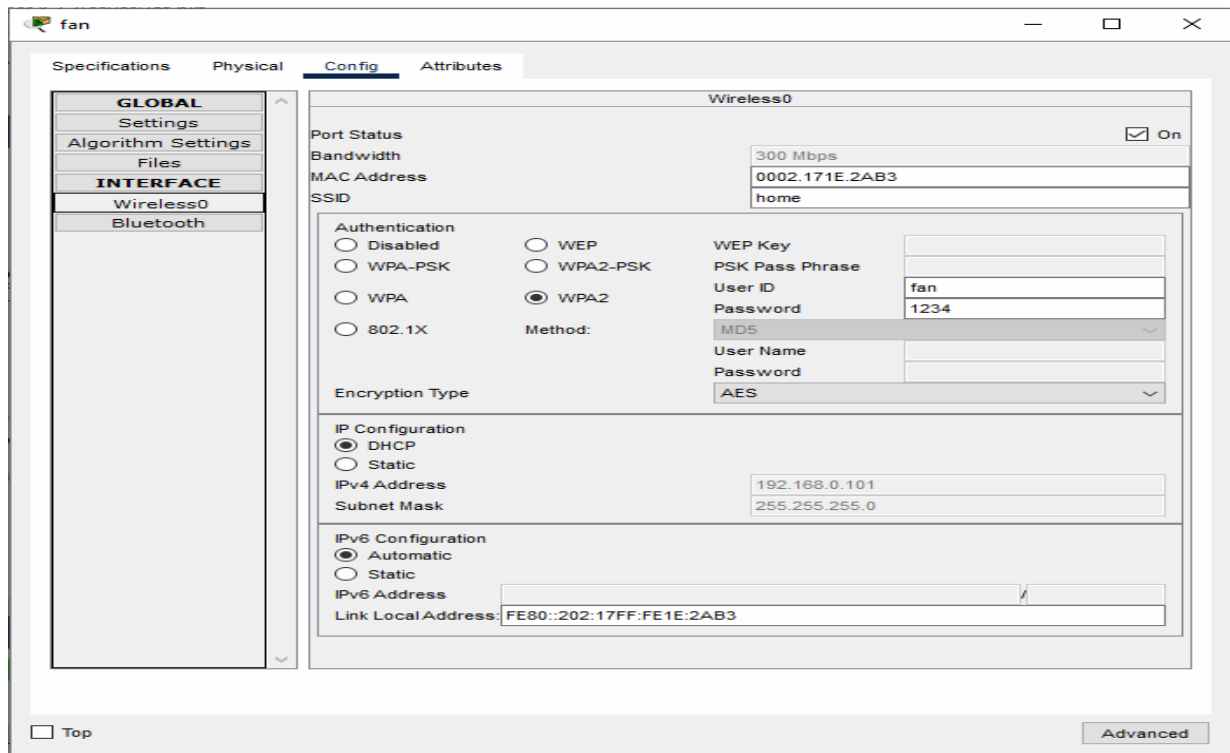 fan
Specifications Physical Config Attributes
GLOBAL
Settings
Algorithm Settings
Files
INTERFACE
Wireless0
Bluetooth
Wireless0
Port Status On
Bandwidth 300 Mbps
MAC Address 0002.171E.2AB3
SSID home
Authentication
Disabled WEP WEP Key
WPA-PSK WPA2-PSK PSK Pass Phrase
User ID fan
WPA WPA2
Password 1234
802.1X Method: MD5
User Name
Password
Encryption Type AES
IP Configuration
DHCP
Static
IPv4 Address 192.168.0.101
Subnet Mask 255.255.255.0
IPv6 Configuration
Automatic
Static
IPv6 Address /
Link Local Address: FE80::202:17FF:FE1E:2AB3
Top Advanced